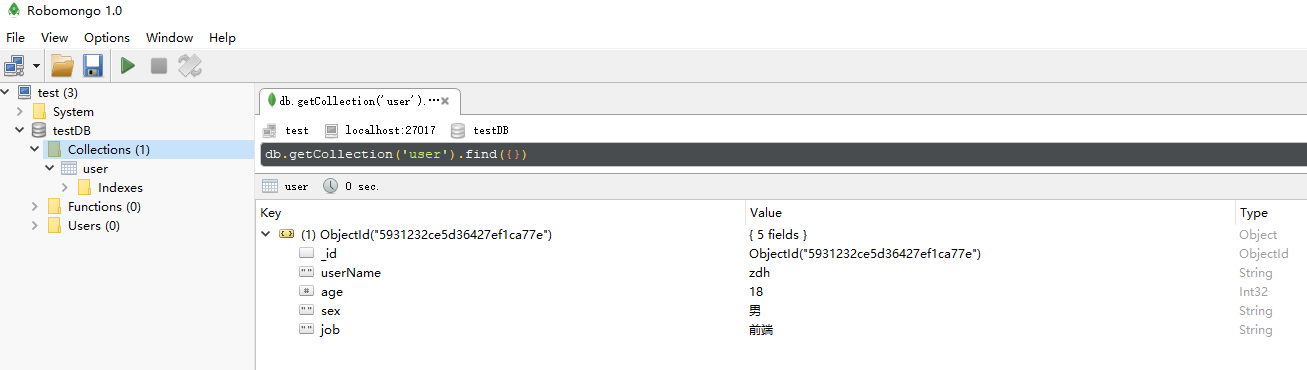 Robomongo 1.0
File View Options Window Help
test (3)
System
testDB
Collections (1)
user
Indexes
Functions (0)
Users (0)
db.getCollection('user').…
test localhost:27017 testDB
db.getCollection('user').find({})
user 0 sec.
Key Value Type
(1) ObjectId("5931232ce5d36427ef1ca77e") { 5 fields } Object
_id ObjectId("5931232ce5d36427ef1ca77e") ObjectId
"" userName zdh String
# age 18 Int32
"" sex 男 String
"" job 前端 String